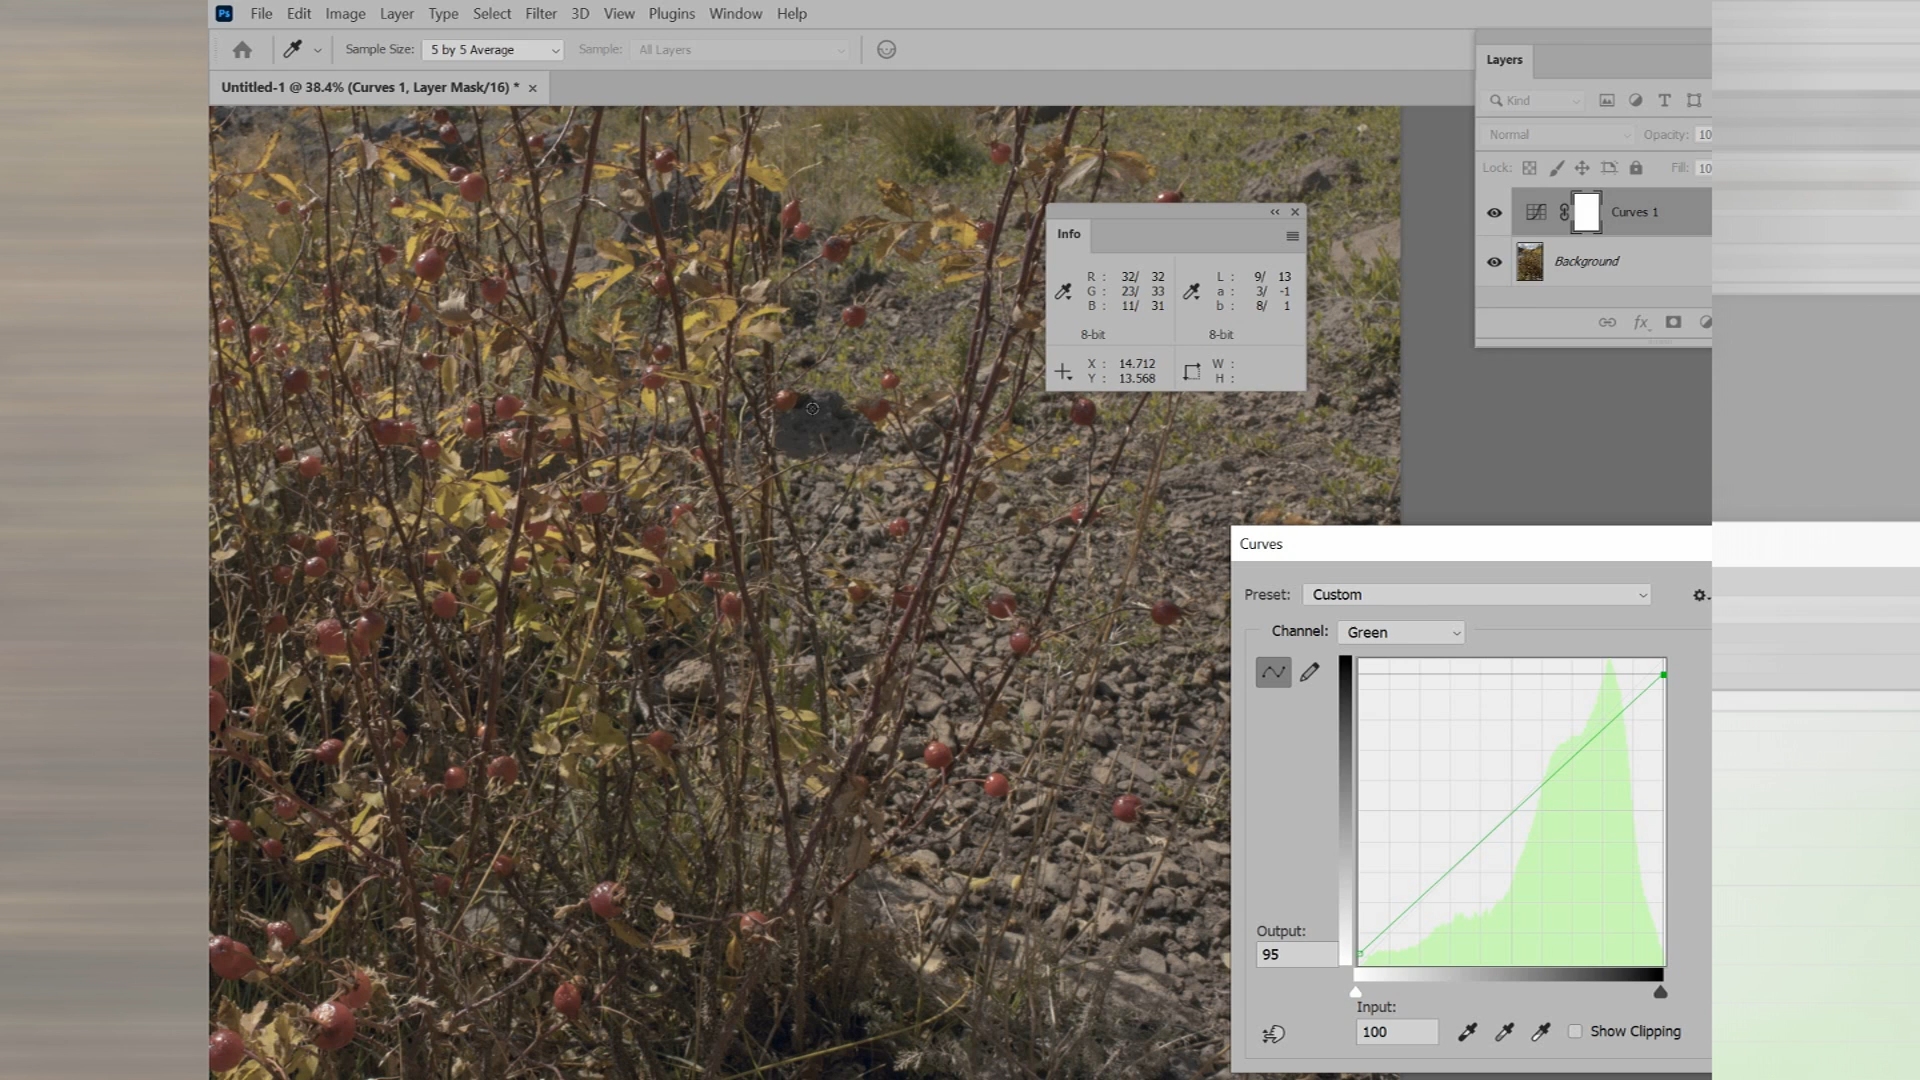 Ps File Edit Image Layer Type Select Filter 3D View Plugins Window Help
Sample Size: 5 by 5 Average Sample: All Layers
Untitled-1 @ 38.4% (Curves 1, Layer Mask/16) * ×
Layers
Kind
Normal Opacity: 10
Lock: Fill: 10
Curves 1
Background
fx
Info
R : 32/ 32 L : 9/ 13
G : 23/ 33 a : 3/ -1
B : 11/ 31 b : 8/ 1
8-bit 8-bit
X : 14.712 W :
Y : 13.568 H :
Curves
Preset: Custom
Channel: Green
Output:
95
Input:
100 Show Clipping